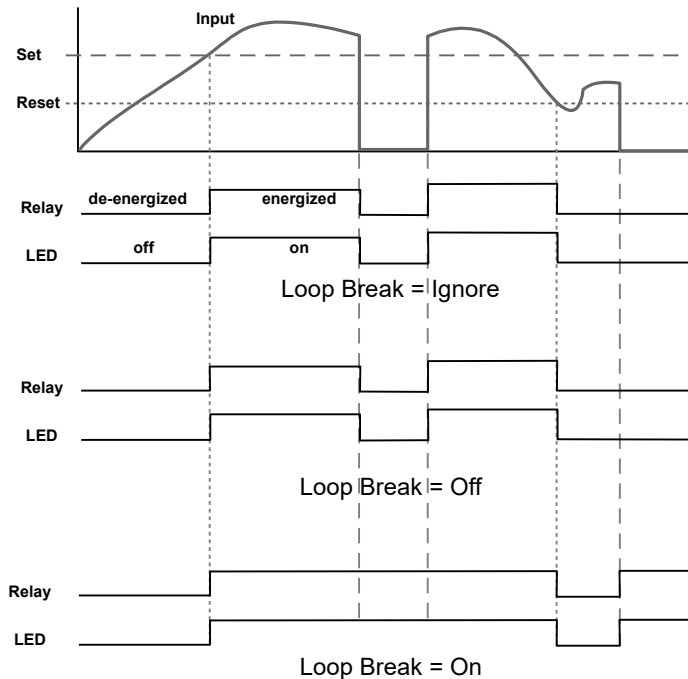 Input
Set
Reset
Relay de-energized energized
LED off on
Loop Break = Ignore
Relay
LED
Loop Break = Off
Relay
LED
Loop Break = On